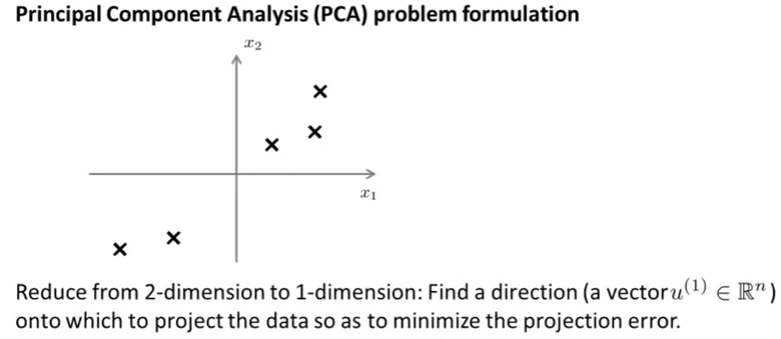 Principal Component Analysis (PCA) problem formulation
x₂
x₁
Reduce from 2-dimension to 1-dimension: Find a direction (a vector u⁽¹⁾ ∈ ℝⁿ)
onto which to project the data so as to minimize the projection error.